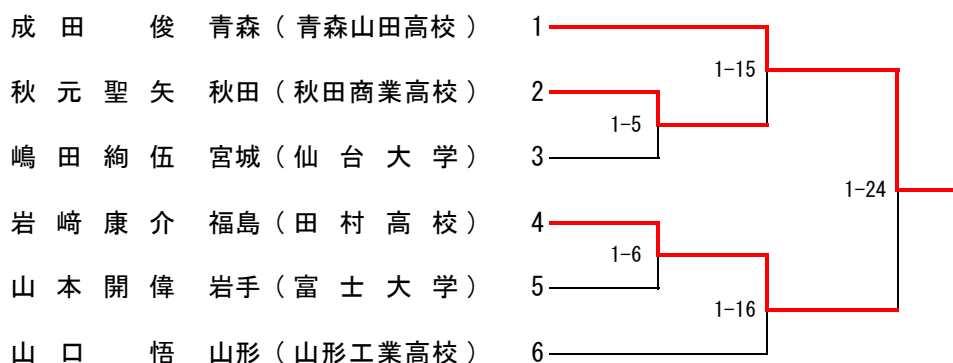 成田 俊 青森（青森山田高校） 1
1-15
秋元聖矢 秋田（秋田商業高校） 2
1-5
嶋田絢伍 宮城（仙台大学） 3
1-24
岩﨑康介 福島（田村高校） 4
1-6
山本開偉 岩手（富士大学） 5
1-16
山口 悟 山形（山形工業高校） 6